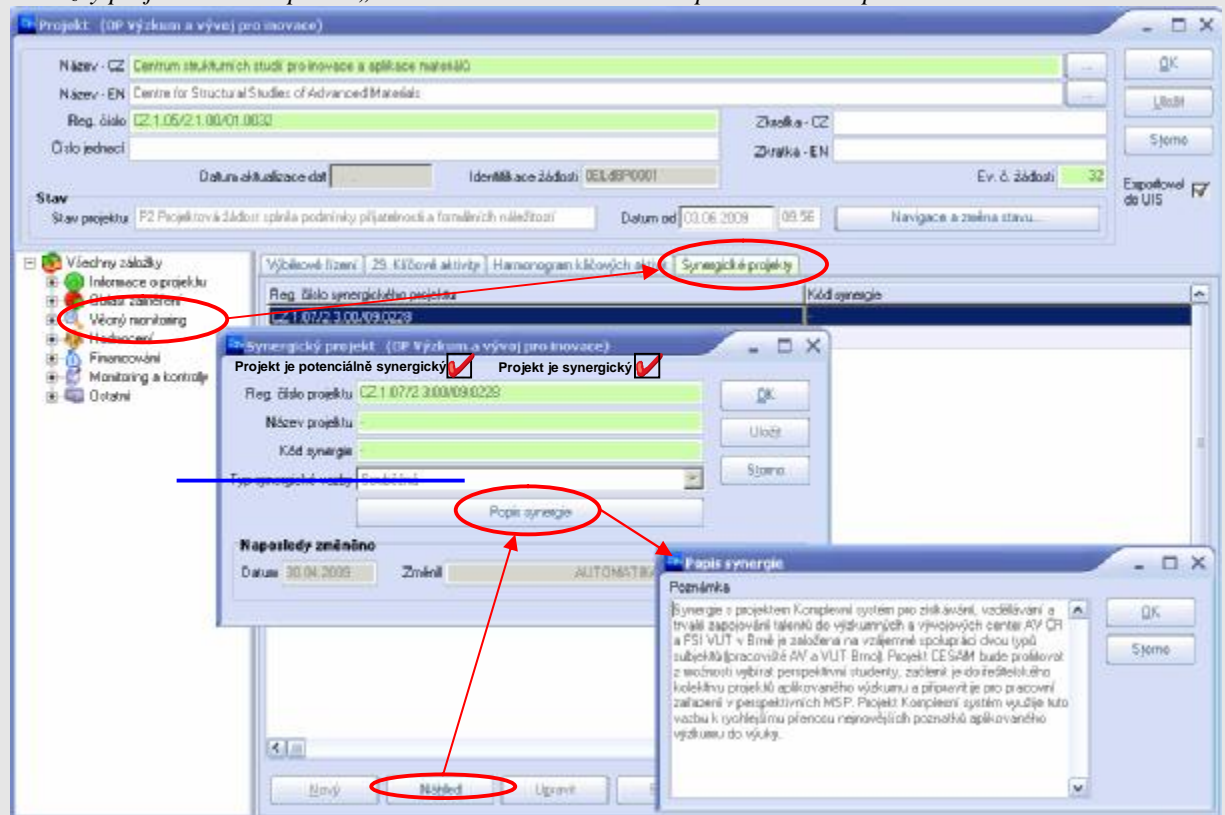 Projekt (OP Výzkum a vývoj pro inovace)
Název - CZ Centrum strukturních studií pro inovace a aplikace materiálů ... OK
Název - EN Centre for Structural Studies of Advanced Materials ... Uložit
Reg. číslo CZ.1.05/2.1.00/01.0032 Zkratka - CZ
Číslo jednací Zkratka - EN Storno
Datum aktualizace dat Identifikace žádosti Ev. č. žádosti 32
Exportoval do UIS
Stav
Stav projektu P2 Projektová žádost splnila podmínky přijatelnosti a formálních náležitostí Datum od 03.06.2009 09:56 Navigace a změna stavu...
Všechny záložky
Informace o projektu
Oblast zaměření
Věcný monitoring
Hodnocení
Financování
Monitoring a kontrola
Ostatní
Výběrové řízení 29. Klíčové aktivity Harmonogram klíčových aktivit Synergické projekty
Reg. číslo synergického projektu Kód synergie
CZ.1.07/2.3.00/09.0228 -
Synergický projekt (OP Výzkum a vývoj pro inovace)
Projekt je potenciálně synergický Projekt je synergický
Reg. číslo projektu CZ.1.07/2.3.00/09.0228 OK
Název projektu - Uložit
Kód synergie - Storno
Typ synergické vazby Souběžná
Popis synergie
Naposledy změněno
Datum 30.04.2009 Změnil
Popis synergie
Poznámka
Synergie s projektem Komplexní systém pro získávání, vzdělávání a
trvalé zapojování talentů do výzkumných a vývojových center AV ČR
a FSI VUT v Brně je založena na vzájemné spolupráci dvou typů
subjektů (pracoviště AV a VUT Brno). Projekt CESAM bude profitovat
z možnosti vybírat perspektivní studenty, začlenit je do řešitelského
kolektivu projektů aplikovaného výzkumu a připravit je pro pracovní
zařazení v perspektivních MSP. Projekt Komplexní systém využije tuto
vazbu k rychlejšímu přenosu nejnovějších poznatků aplikovaného
výzkumu do výuky.
OK
Storno
Nový Náhled Upravit